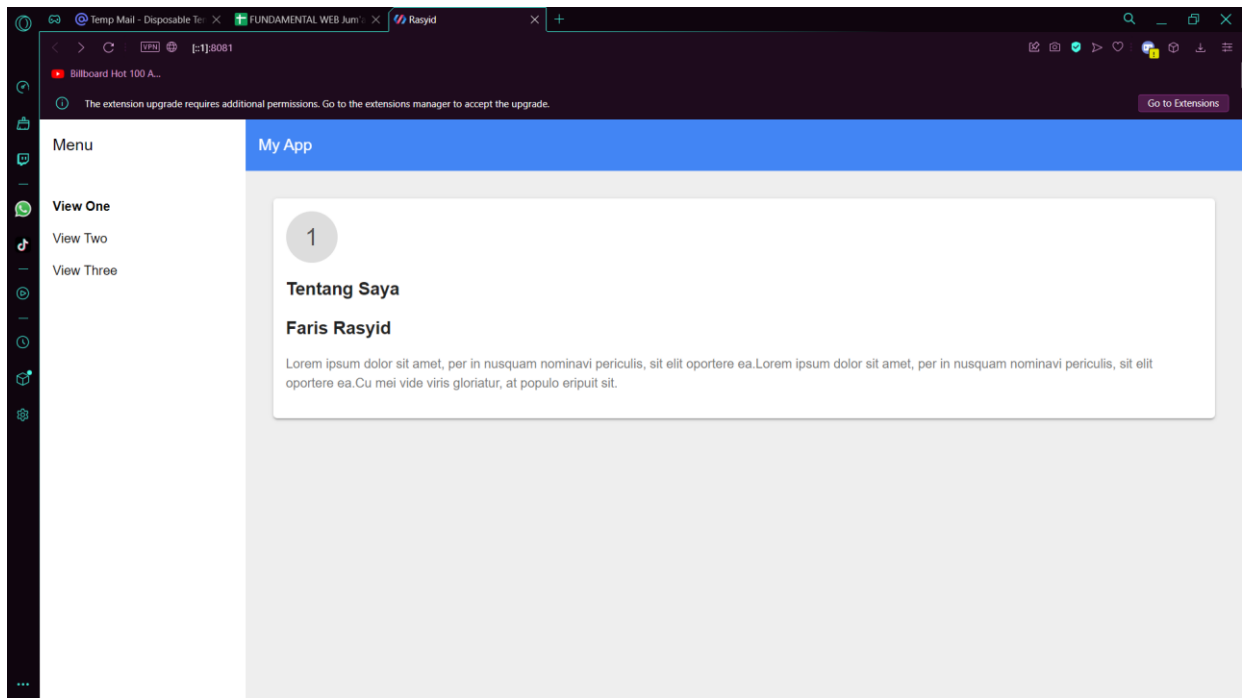 Temp Mail - Disposable Ter
FUNDAMENTAL WEB Jum'a
Rasyid
VPN
[::1]:8081
Billboard Hot 100 A...
The extension upgrade requires additional permissions. Go to the extensions manager to accept the upgrade.
Go to Extensions
Menu
My App
View One
View Two
View Three
1
Tentang Saya
Faris Rasyid
Lorem ipsum dolor sit amet, per in nusquam nominavi periculis, sit elit oportere ea.Lorem ipsum dolor sit amet, per in nusquam nominavi periculis, sit elit
oportere ea.Cu mei vide viris gloriatur, at populo eripuit sit.